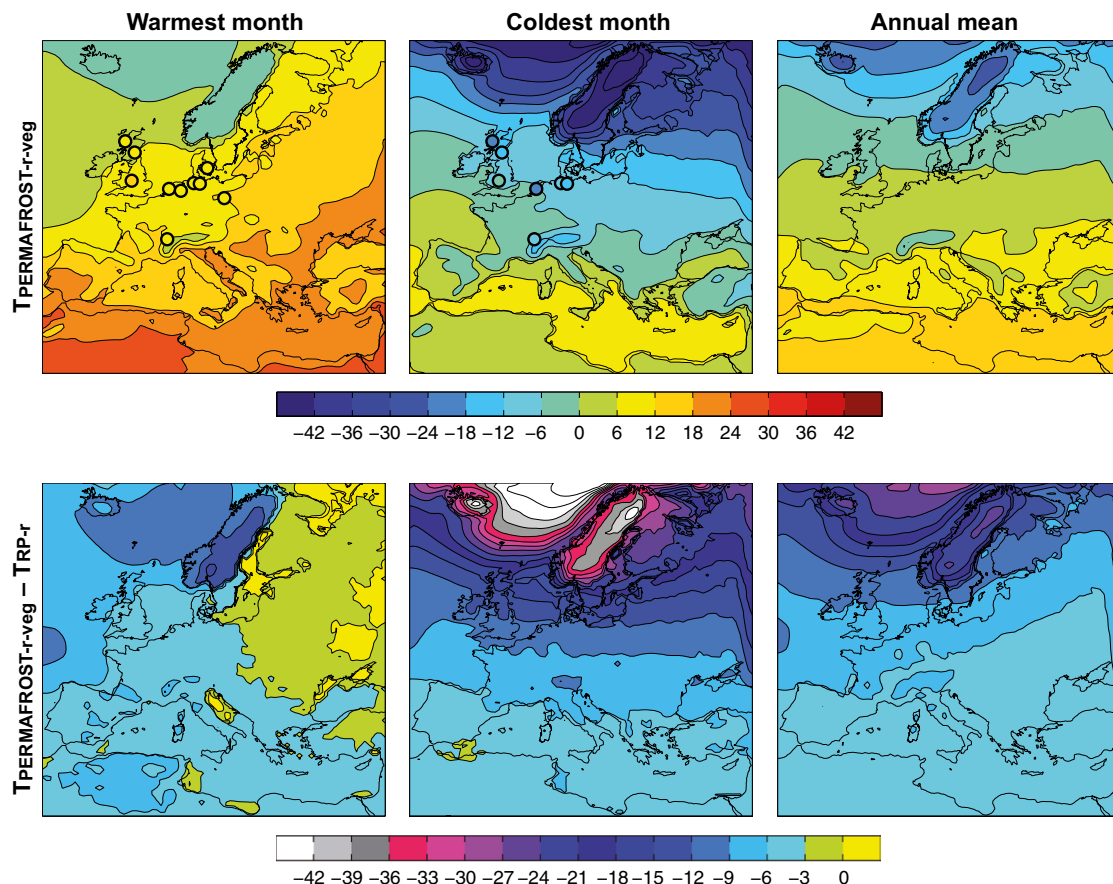 Warmest month Coldest month Annual mean
TPERMAFROST-r-veg
−42 −36 −30 −24 −18 −12 −6 0 6 12 18 24 30 36 42
TPERMAFROST-r-veg − TRP-r
−42 −39 −36 −33 −30 −27 −24 −21 −18 −15 −12 −9 −6 −3 0